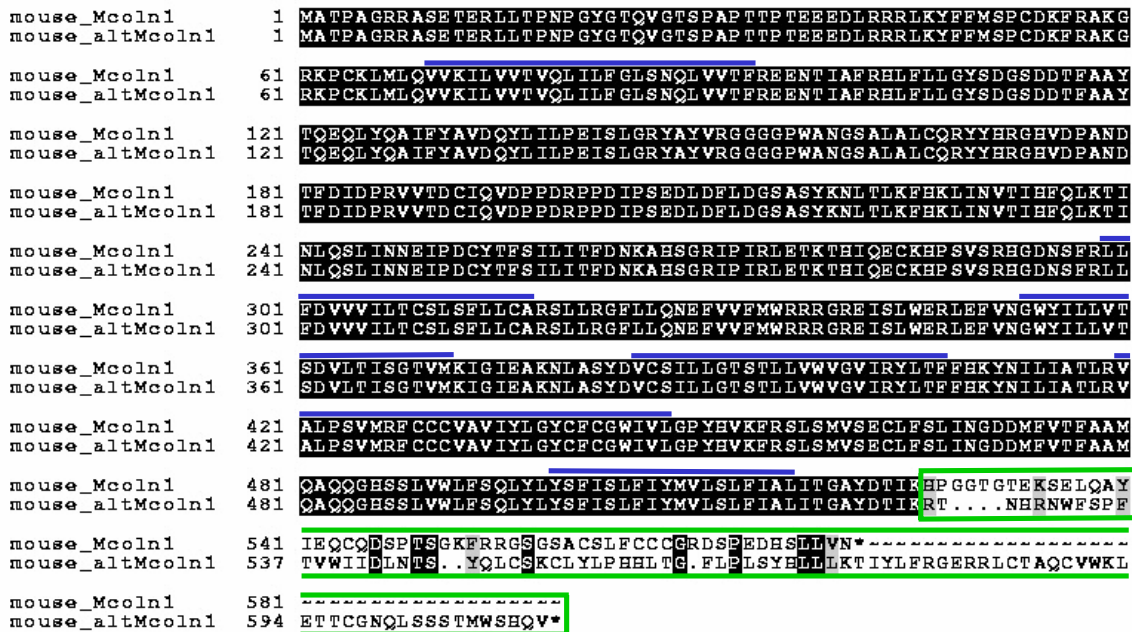 mouse_Mcoln1 1 MATPAGRRASETERLLTPNPGYGTQVGTSPAPTTPTEEEDLRRRLKYFFMSPCDKFRAKG
mouse_altMcoln1 1 MATPAGRRASETERLLTPNPGYGTQVGTSPAPTTPTEEEDLRRRLKYFFMSPCDKFRAKG
mouse_Mcoln1 61 RKPCKLMLQVVKILVVTVQLILFGLSNQLVVTFREENTIAFRHLFLLGYSDGSDDTFAAY
mouse_altMcoln1 61 RKPCKLMLQVVKILVVTVQLILFGLSNQLVVTFREENTIAFRHLFLLGYSDGSDDTFAAY
mouse_Mcoln1 121 TQEQLYQAIFYAVDQYLILPEISLGRYAYVRGGGGPWANGSALALCQRYYHRGHVDPAND
mouse_altMcoln1 121 TQEQLYQAIFYAVDQYLILPEISLGRYAYVRGGGGPWANGSALALCQRYYHRGHVDPAND
mouse_Mcoln1 181 TFDIDPRVVTDCIQVDPPDRPPDIPSEDLDFLDGSASYKNLTLKFHKLINVTIHFQLKTI
mouse_altMcoln1 181 TFDIDPRVVTDCIQVDPPDRPPDIPSEDLDFLDGSASYKNLTLKFHKLINVTIHFQLKTI
mouse_Mcoln1 241 NLQSLINNEIPDCYTFSILITFDNKAHSGRIPIRLETKTHIQECKHPSVSRHGDNSFRLL
mouse_altMcoln1 241 NLQSLINNEIPDCYTFSILITFDNKAHSGRIPIRLETKTHIQECKHPSVSRHGDNSFRLL
mouse_Mcoln1 301 FDVVVILTCSLSFLLCARSLLRGFLLQNEFVVFMWRRRGREISLWERLEFVNGWYILLVT
mouse_altMcoln1 301 FDVVVILTCSLSFLLCARSLLRGFLLQNEFVVFMWRRRGREISLWERLEFVNGWYILLVT
mouse_Mcoln1 361 SDVLTISGTVMKIGIEAKNLASYDVCSILLGTSTLLVWVGVIRYLTFFHKYNILIATLRV
mouse_altMcoln1 361 SDVLTISGTVMKIGIEAKNLASYDVCSILLGTSTLLVWVGVIRYLTFFHKYNILIATLRV
mouse_Mcoln1 421 ALPSVMRFCCCVAVIYLGYCFCGWIVLGPYHVKFRSLSMVSECLFSLINGDDMFVTFAAM
mouse_altMcoln1 421 ALPSVMRFCCCVAVIYLGYCFCGWIVLGPYHVKFRSLSMVSECLFSLINGDDMFVTFAAM
mouse_Mcoln1 481 QAQQGHSSLVWLFSQLYLYSFISLFIYMVLSLFIALITGAYDTIKHPGGTGTEKSELQAY
mouse_altMcoln1 481 QAQQGHSSLVWLFSQLYLYSFISLFIYMVLSLFIALITGAYDTIKRT....NHRNWFSPF
mouse_Mcoln1 541 IEQCQDSPTSGKFRRGSGSACSLFCCCGRDSPEDHSLLVN*~~~~~~~~~~~~~~~~~~~
mouse_altMcoln1 537 TVWIIDLNTS..YQLCSKCLYLPHHLTG.FLPLSYHLLLKTIYLFRGERRLCTAQCVWKL
mouse_Mcoln1 581 ~~~~~~~~~~~~~~~~~~~
mouse_altMcoln1 594 ETTCGNQLSSSTMWSHQV*